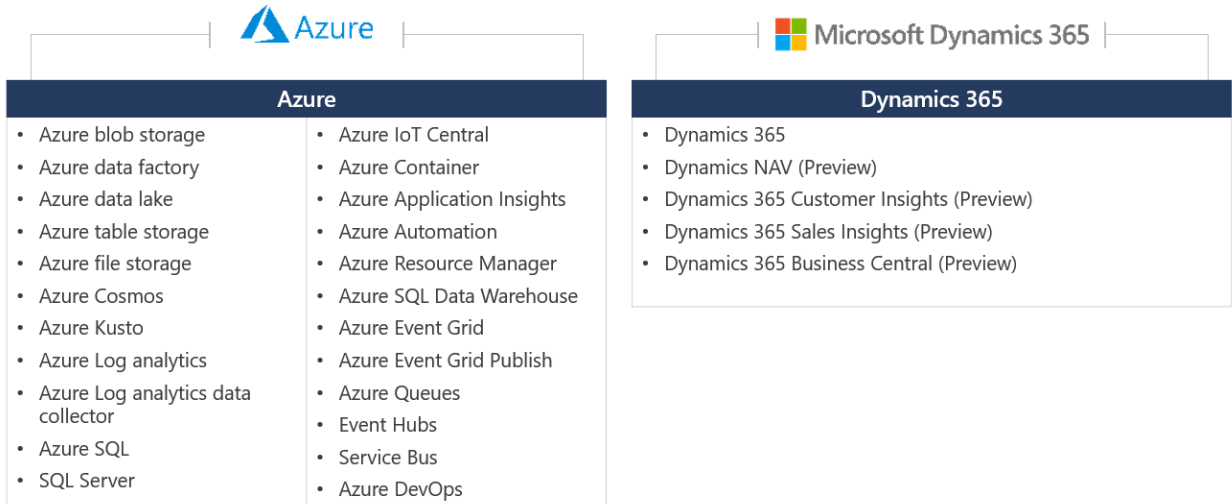 Azure
Microsoft Dynamics 365
Azure
• Azure blob storage
• Azure data factory
• Azure data lake
• Azure table storage
• Azure file storage
• Azure Cosmos
• Azure Kusto
• Azure Log analytics
• Azure Log analytics data
collector
• Azure SQL
• SQL Server
• Azure IoT Central
• Azure Container
• Azure Application Insights
• Azure Automation
• Azure Resource Manager
• Azure SQL Data Warehouse
• Azure Event Grid
• Azure Event Grid Publish
• Azure Queues
• Event Hubs
• Service Bus
• Azure DevOps
Dynamics 365
• Dynamics 365
• Dynamics NAV (Preview)
• Dynamics 365 Customer Insights (Preview)
• Dynamics 365 Sales Insights (Preview)
• Dynamics 365 Business Central (Preview)